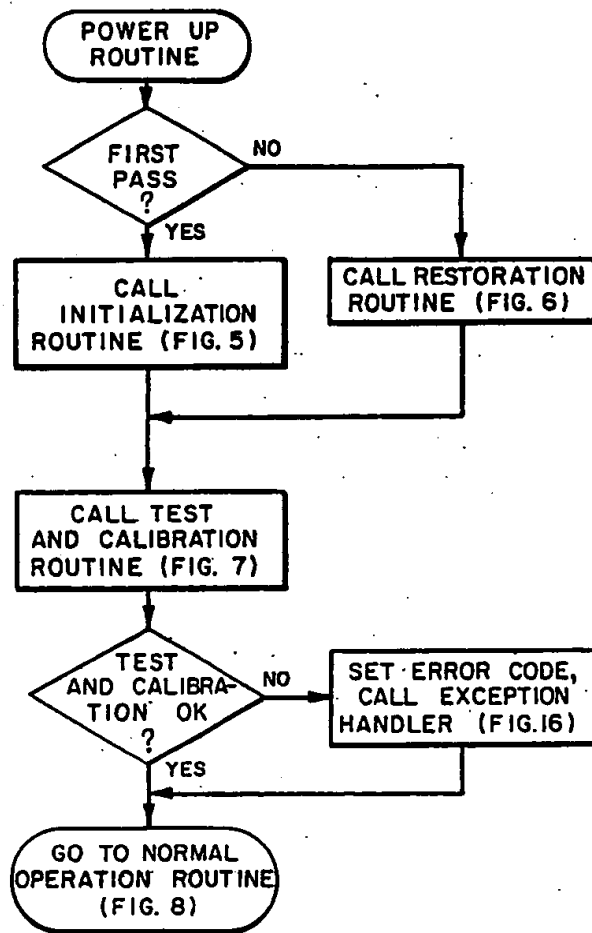 POWER UP
ROUTINE
FIRST
PASS
?
NO
YES
CALL
INITIALIZATION
ROUTINE (FIG. 5)
CALL RESTORATION
ROUTINE (FIG. 6)
CALL TEST
AND CALIBRATION
ROUTINE (FIG. 7)
TEST
AND CALIBRA-
TION OK
?
NO
YES
SET ERROR CODE,
CALL EXCEPTION
HANDLER (FIG.16)
GO TO NORMAL
OPERATION ROUTINE
(FIG. 8)